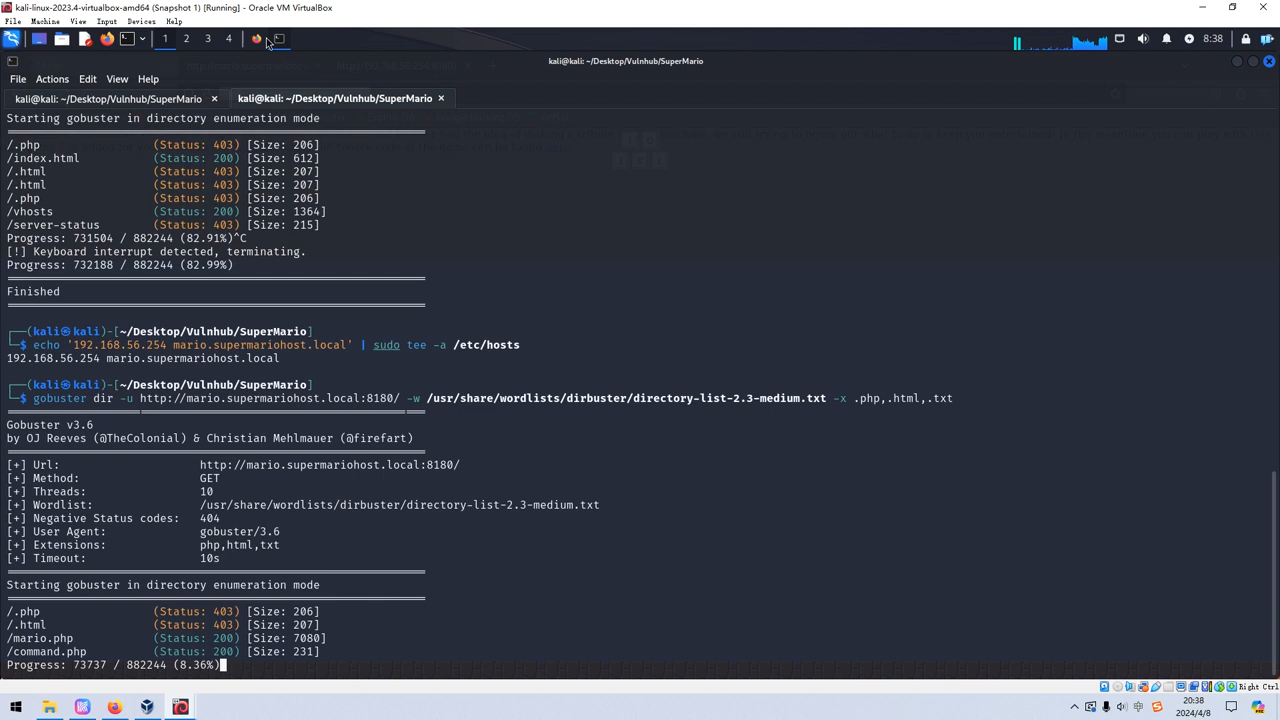 kali-linux-2023.4-virtualbox-amd64 (Snapshot 1) [Running] - Oracle VM VirtualBox
File Machine View Input Devices Help
1 2 3 4 8:38
kali@kali: ~/Desktop/Vulnhub/SuperMario
File Actions Edit View Help
kali@kali: ~/Desktop/Vulnhub/SuperMario × kali@kali: ~/Desktop/Vulnhub/SuperMario ×
Starting gobuster in directory enumeration mode
/.php (Status: 403) [Size: 206]
/index.html (Status: 200) [Size: 612]
/.html (Status: 403) [Size: 207]
/.html (Status: 403) [Size: 207]
/.php (Status: 403) [Size: 206]
/vhosts (Status: 200) [Size: 1364]
/server-status (Status: 403) [Size: 215]
Progress: 731504 / 882244 (82.91%)^C
[!] Keyboard interrupt detected, terminating.
Progress: 732188 / 882244 (82.99%)
Finished
┌──(kali㉿kali)-[~/Desktop/Vulnhub/SuperMario]
└─$ echo '192.168.56.254 mario.supermariohost.local' | sudo tee -a /etc/hosts
192.168.56.254 mario.supermariohost.local
┌──(kali㉿kali)-[~/Desktop/Vulnhub/SuperMario]
└─$ gobuster dir -u http://mario.supermariohost.local:8180/ -w /usr/share/wordlists/dirbuster/directory-list-2.3-medium.txt -x .php,.html,.txt
Gobuster v3.6
by OJ Reeves (@TheColonial) & Christian Mehlmauer (@firefart)
[+] Url: http://mario.supermariohost.local:8180/
[+] Method: GET
[+] Threads: 10
[+] Wordlist: /usr/share/wordlists/dirbuster/directory-list-2.3-medium.txt
[+] Negative Status codes: 404
[+] User Agent: gobuster/3.6
[+] Extensions: php,html,txt
[+] Timeout: 10s
Starting gobuster in directory enumeration mode
/.php (Status: 403) [Size: 206]
/.html (Status: 403) [Size: 207]
/mario.php (Status: 200) [Size: 7080]
/command.php (Status: 200) [Size: 231]
Progress: 73737 / 882244 (8.36%)
Right Ctrl
中
20:38
2024/4/8